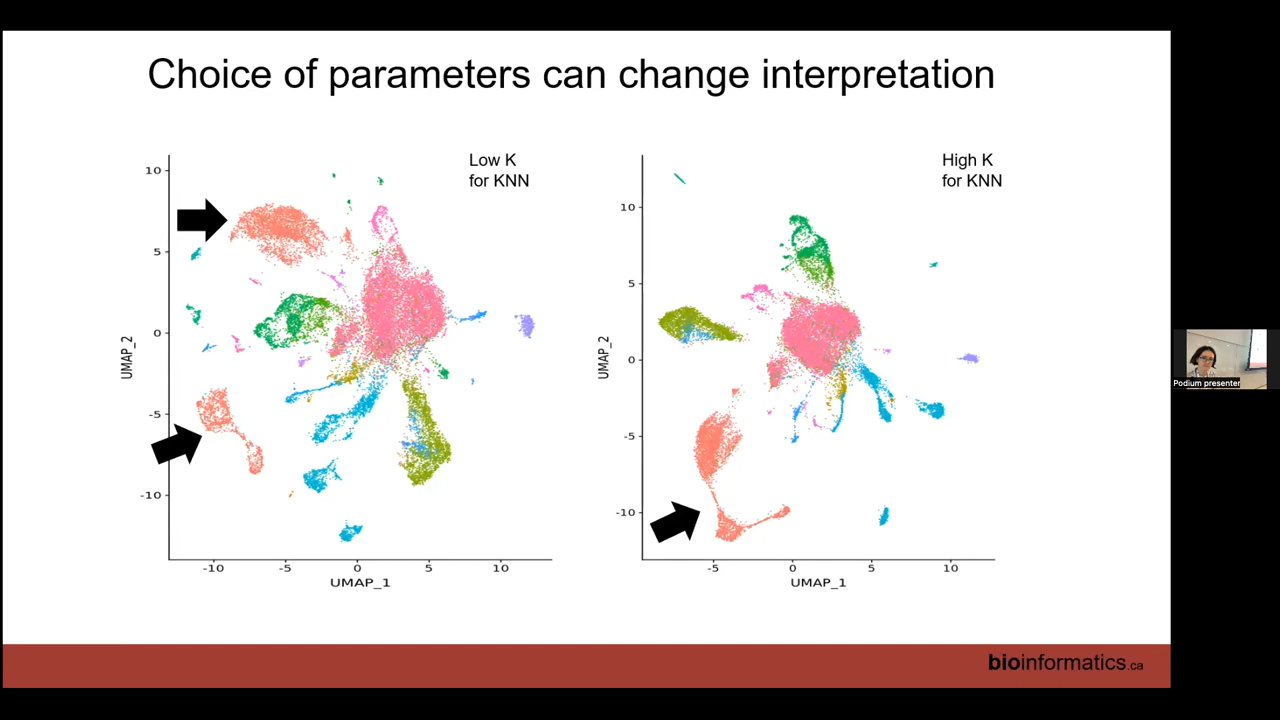 Choice of parameters can change interpretation
Low K
for KNN
10
5
0
-5
-10
UMAP_2
-10
-5
0
5
10
UMAP_1
High K
for KNN
10
5
0
-5
-10
UMAP_2
-5
0
5
10
UMAP_1
Podium presenter
bioinformatics.ca